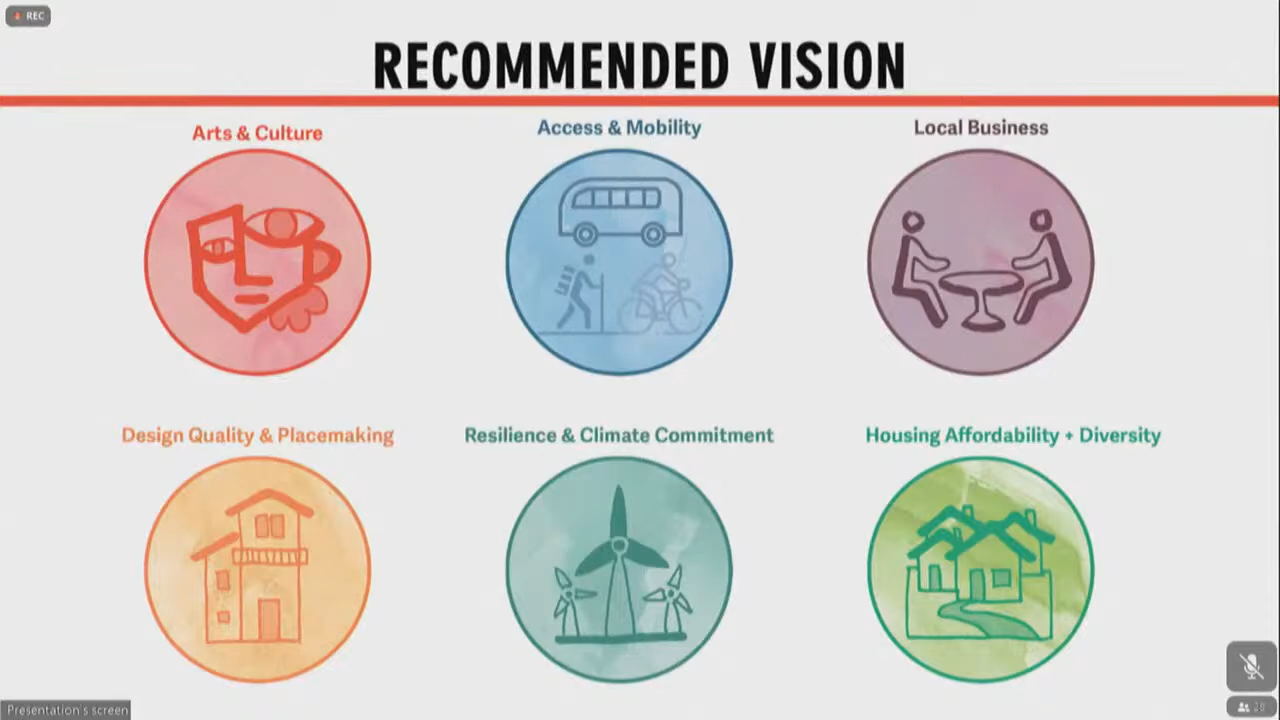 REC
RECOMMENDED VISION
Arts & Culture
Access & Mobility
Local Business
Design Quality & Placemaking
Resilience & Climate Commitment
Housing Affordability + Diversity
Presentation's screen